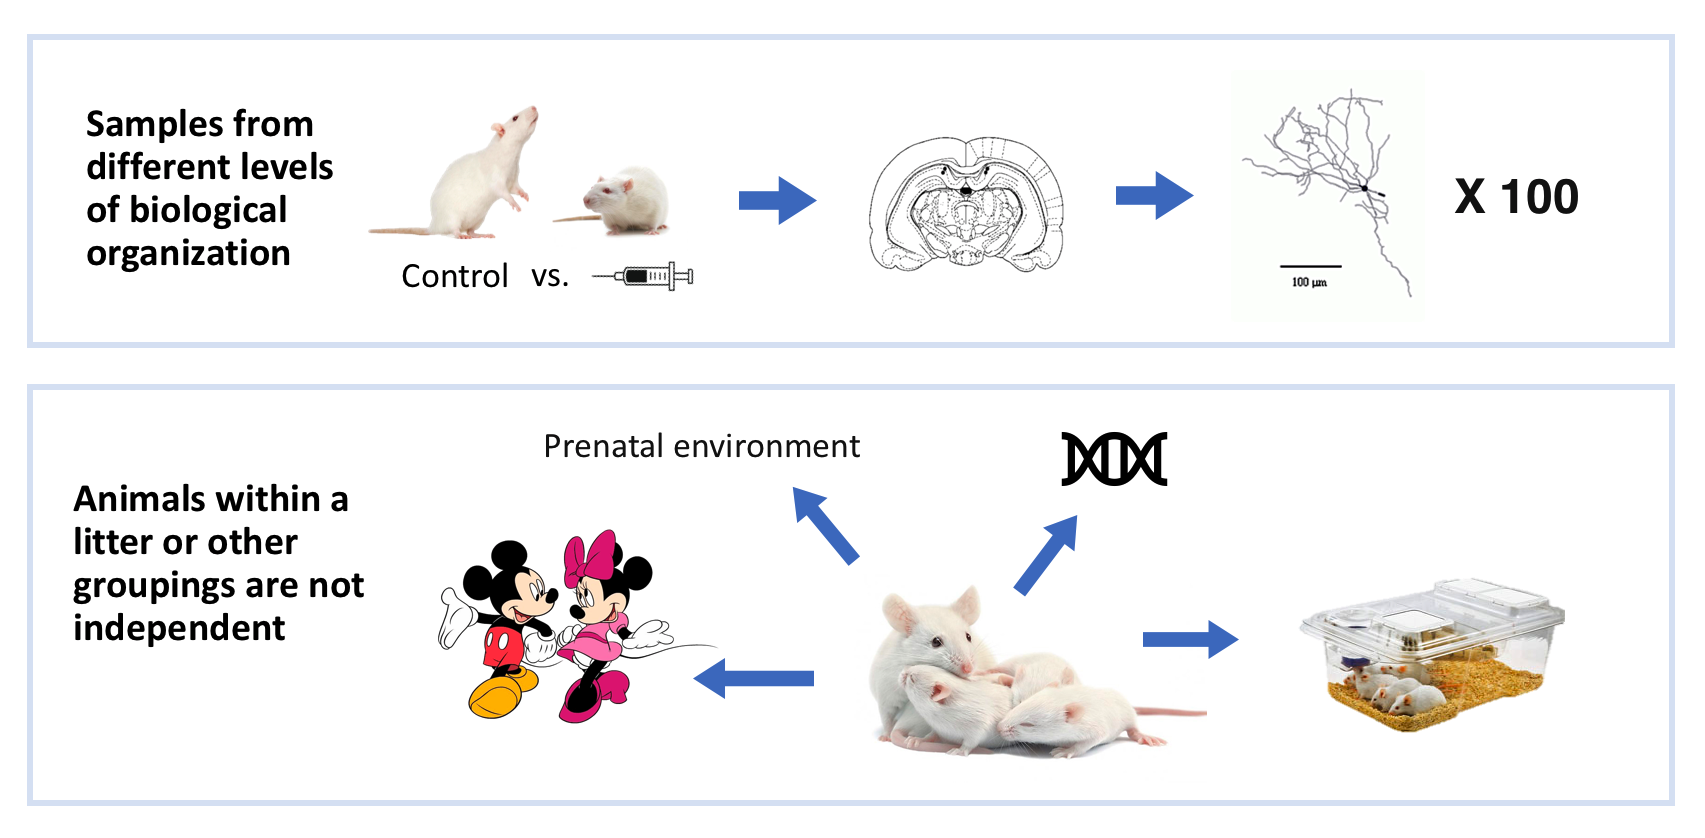 Samples from
different levels
of biological
organization
Control vs.
100 µm
X 100
Prenatal environment
Animals within a
litter or other
groupings are not
independent